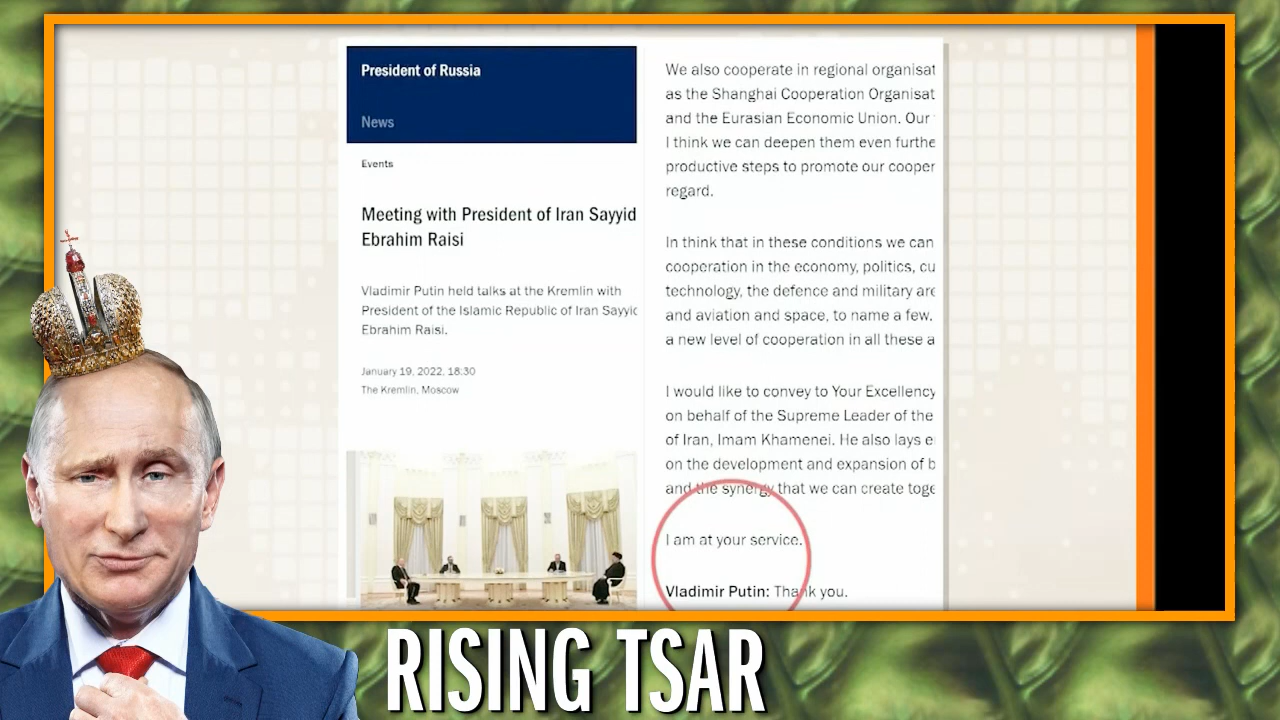 President of Russia
News
Events
Meeting with President of Iran Sayyid
Ebrahim Raisi
Vladimir Putin held talks at the Kremlin with
President of the Islamic Republic of Iran Sayyid
Ebrahim Raisi.
January 19, 2022, 18:30
The Kremlin, Moscow
We also cooperate in regional organisat
as the Shanghai Cooperation Organisat
and the Eurasian Economic Union. Our
I think we can deepen them even furthe
productive steps to promote our cooper
regard.
In think that in these conditions we can
cooperation in the economy, politics, cu
technology, the defence and military are
and aviation and space, to name a few.
a new level of cooperation in all these a
I would like to convey to Your Excellency
on behalf of the Supreme Leader of the
of Iran, Imam Khamenei. He also lays e
on the development and expansion of b
and the synergy that we can create toge
I am at your service.
Vladimir Putin: Thank you.
RISING TSAR